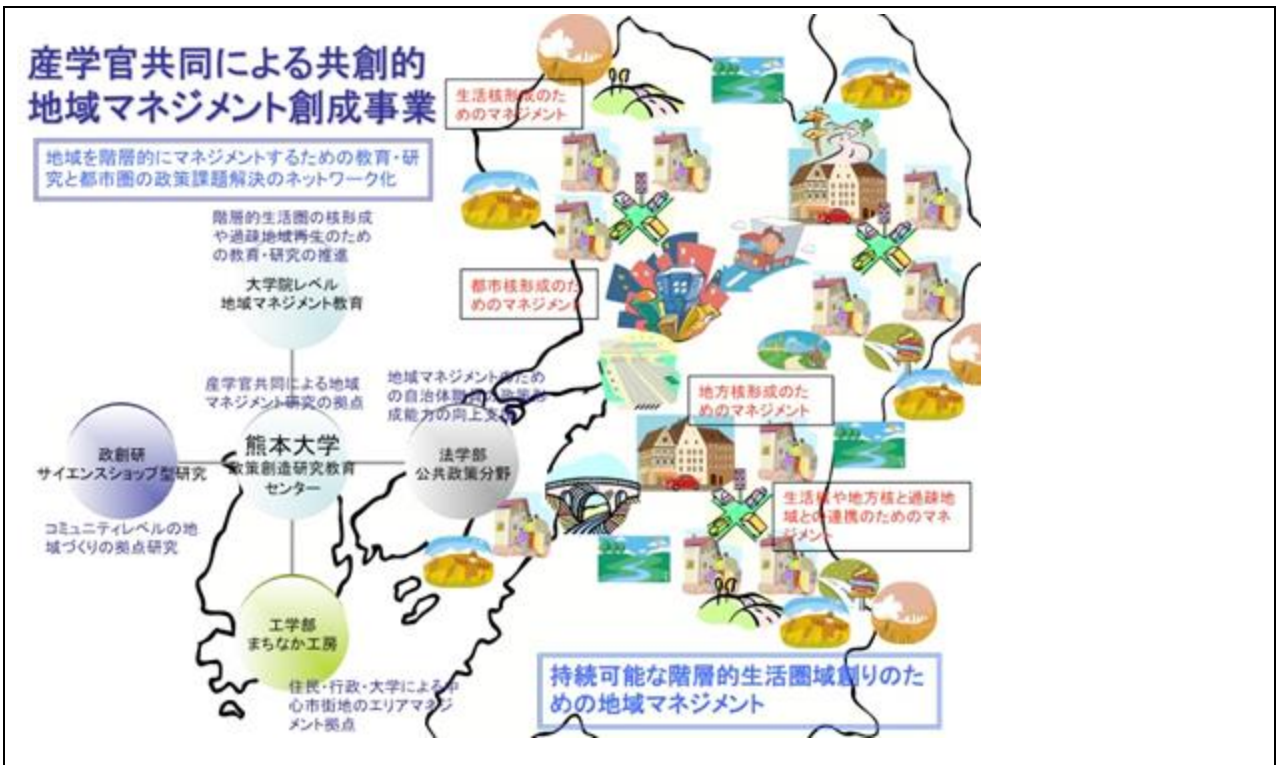 産学官共同による共創的
地域マネジメント創成事業
地域を階層的にマネジメントするための教育・研
究と都市圏の政策課題解決のネットワーク化
階層的生活圏の核形成
や過疎地域再生のため
の教育・研究の推進
大学院レベル
地域マネジメント教育
産学官共同による地域
マネジメント研究の拠点
地域マネジメントのため
の自治体職員の政策形
成能力の向上支援
政創研
サイエンスショップ型研究
熊本大学
政策創造研究教育
センター
法学部
公共政策分野
コミュニティレベルの地
域づくりの拠点研究
工学部
まちなか工房
住民・行政・大学による中
心市街地のエリアマネジ
メント拠点
生活核形成のた
めのマネジメント
都市核形成のた
めのマネジメント
地方核形成のた
めのマネジメント
生活核や地方核と過疎地
域との連携のためのマネ
ジメント
持続可能な階層的生活圏域創りのた
めの地域マネジメント